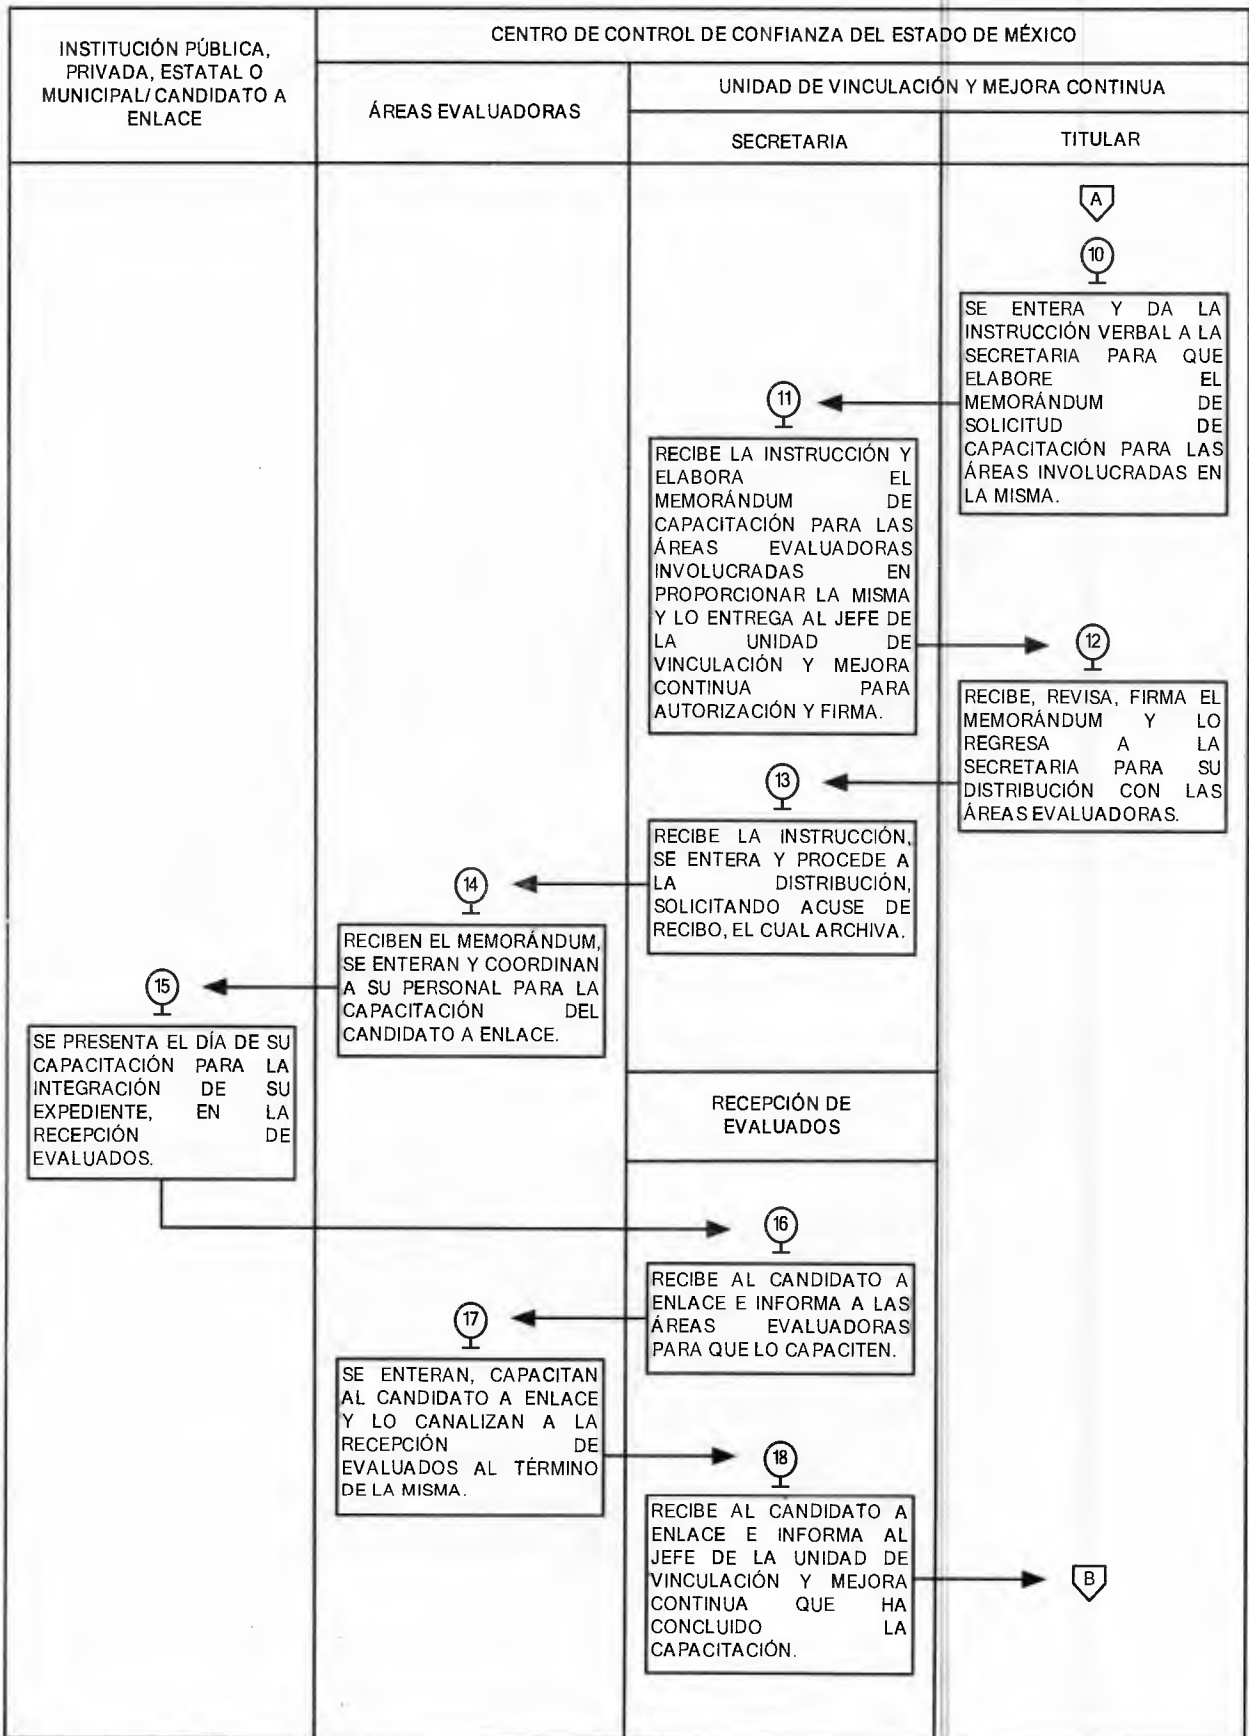 INSTITUCIÓN PÚBLICA,
PRIVADA, ESTATAL O
MUNICIPAL/ CANDIDATO A
ENLACE
CENTRO DE CONTROL DE CONFIANZA DEL ESTADO DE MÉXICO
ÁREAS EVALUADORAS
UNIDAD DE VINCULACIÓN Y MEJORA CONTINUA
SECRETARIA
TITULAR
A
10
SE ENTERA Y DA LA
INSTRUCCIÓN VERBAL A LA
SECRETARIA PARA QUE
ELABORE EL
MEMORÁNDUM DE
SOLICITUD DE
CAPACITACIÓN PARA LAS
ÁREAS INVOLUCRADAS EN
LA MISMA.
11
RECIBE LA INSTRUCCIÓN Y
ELABORA EL
MEMORÁNDUM DE
CAPACITACIÓN PARA LAS
ÁREAS EVALUADORAS
INVOLUCRADAS EN
PROPORCIONAR LA MISMA
Y LO ENTREGA AL JEFE DE
LA UNIDAD DE
VINCULACIÓN Y MEJORA
CONTINUA PARA
AUTORIZACIÓN Y FIRMA.
12
RECIBE, REVISA, FIRMA EL
MEMORÁNDUM Y LO
REGRESA A LA
SECRETARIA PARA SU
DISTRIBUCIÓN CON LAS
ÁREAS EVALUADORAS.
13
RECIBE LA INSTRUCCIÓN,
SE ENTERA Y PROCEDE A
LA DISTRIBUCIÓN,
SOLICITANDO ACUSE DE
RECIBO, EL CUAL ARCHIVA.
14
RECIBEN EL MEMORÁNDUM,
SE ENTERAN Y COORDINAN
A SU PERSONAL PARA LA
CAPACITACIÓN DEL
CANDIDATO A ENLACE.
15
SE PRESENTA EL DÍA DE SU
CAPACITACIÓN PARA LA
INTEGRACIÓN DE SU
EXPEDIENTE, EN LA
RECEPCIÓN DE
EVALUADOS.
RECEPCIÓN DE
EVALUADOS
16
RECIBE AL CANDIDATO A
ENLACE E INFORMA A LAS
ÁREAS EVALUADORAS
PARA QUE LO CAPACITEN.
17
SE ENTERAN, CAPACITAN
AL CANDIDATO A ENLACE
Y LO CANALIZAN A LA
RECEPCIÓN DE
EVALUADOS AL TÉRMINO
DE LA MISMA.
18
RECIBE AL CANDIDATO A
ENLACE E INFORMA AL
JEFE DE LA UNIDAD DE
VINCULACIÓN Y MEJORA
CONTINUA QUE HA
CONCLUIDO LA
CAPACITACIÓN.
B